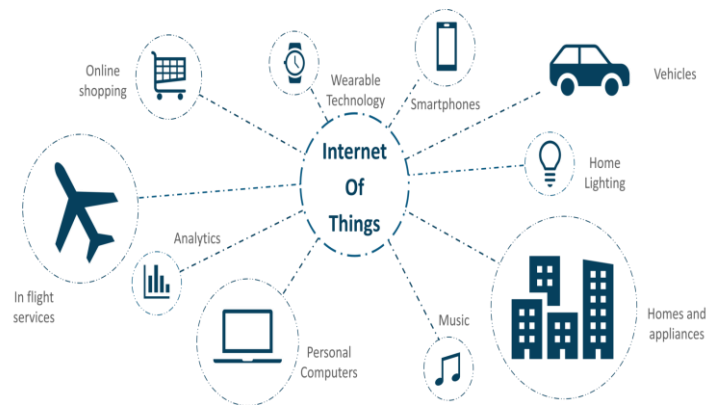 Online
shopping
Wearable
Technology
Smartphones
Vehicles
Internet
Of
Things
Home
Lighting
Analytics
In flight
services
Personal
Computers
Music
Homes and
appliances